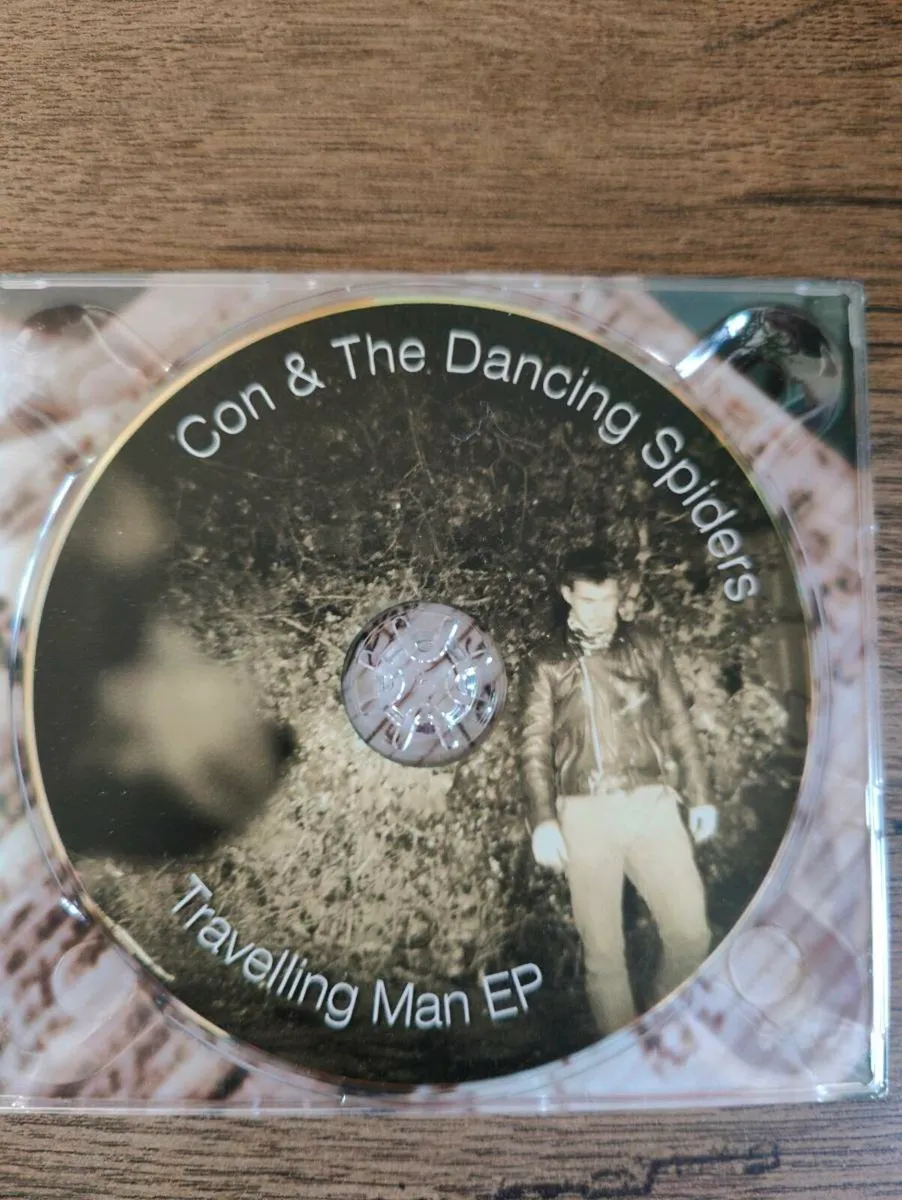 Con & The Dancing Spiders
Travelling Man EP